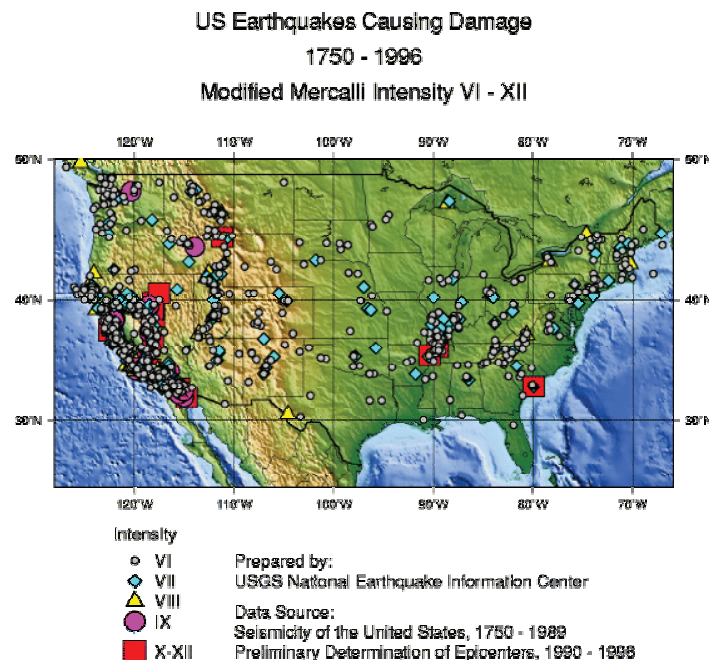 US Earthquakes Causing Damage
1750 - 1996
Modified Mercalli Intensity VI - XII
120°W 110°W 100°W 90°W 80°W 70°W
50°N 50°N
40°N 40°N
30°N 30°N
120°W 110°W 100°W 90°W 80°W 70°W
Intensity
VI Prepared by:
VII USGS National Earthquake Information Center
VIII
Data Source:
IX
Seismicity of the United States, 1750 - 1989
X-XII Preliminary Determination of Epicenters, 1990 - 1996